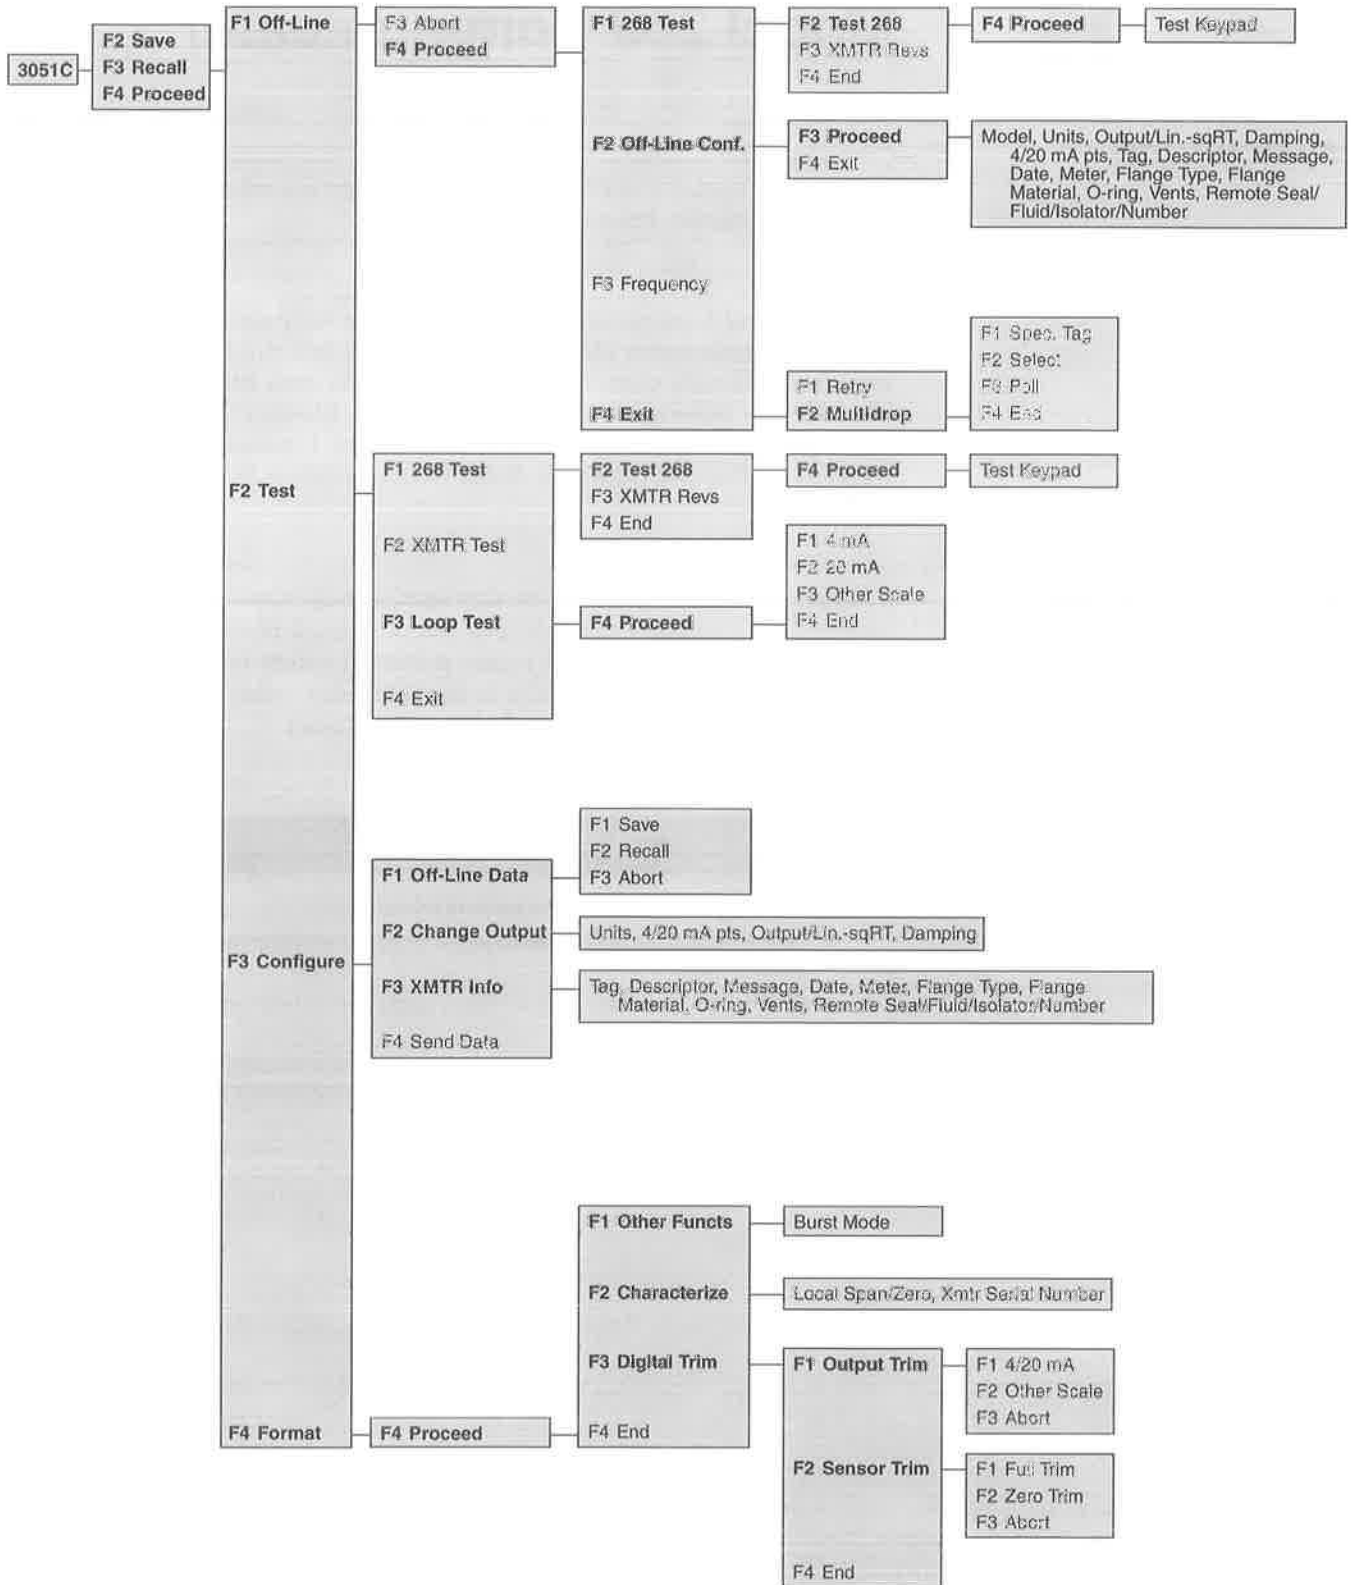 3051C
F2 Save
F3 Recall
F4 Proceed
F1 Off-Line
F2 Test
F3 Configure
F4 Format
F3 Abort
F4 Proceed
F1 268 Test
F2 Off-Line Conf.
F3 Frequency
F4 Exit
F2 Test 268
F3 XMTR Revs
F4 End
F4 Proceed
Test Keypad
F3 Proceed
F4 Exit
Model, Units, Output/Lin.-sqRT, Damping,
4/20 mA pts, Tag, Descriptor, Message,
Date, Meter, Flange Type, Flange
Material, O-ring, Vents, Remote Seal/
Fluid/Isolator/Number
F1 Retry
F2 Multidrop
F1 Spec. Tag
F2 Select
F3 Poll
F4 End
F1 268 Test
F2 XMTR Test
F3 Loop Test
F4 Exit
F2 Test 268
F3 XMTR Revs
F4 End
F4 Proceed
Test Keypad
F4 Proceed
F1 4 mA
F2 20 mA
F3 Other Scale
F4 End
F1 Off-Line Data
F2 Change Output
F3 XMTR Info
F4 Send Data
F1 Save
F2 Recall
F3 Abort
Units, 4/20 mA pts, Output/Lin.-sqRT, Damping
Tag, Descriptor, Message, Date, Meter, Flange Type, Flange
Material, O-ring, Vents, Remote Seal/Fluid/Isolator/Number
F4 Proceed
F1 Other Functs
F2 Characterize
F3 Digital Trim
F4 End
Burst Mode
Local Span/Zero, Xmtr Serial Number
F1 Output Trim
F2 Sensor Trim
F4 End
F1 4/20 mA
F2 Other Scale
F3 Abort
F1 Full Trim
F2 Zero Trim
F3 Abort